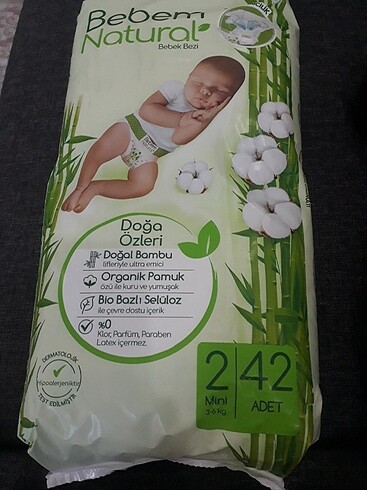 Bebem
Natural
Bebek Bezi
Doğa
Özleri
Doğal Bambu
lifleriyle ultra emici
Organik Pamuk
özü ile kuru ve yumuşak
Bio Bazlı Selüloz
ile çevre dostu içerik
%0
Klor, Parfüm, Paraben
Latex içermez.
DERMATOLOJİK
Hipoalerjeniktir
TEST EDİLMİŞTİR
2
Mini
3-6 kg
42
ADET